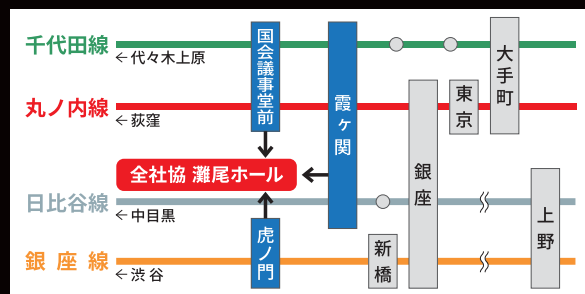 千代田線
←代々木上原
丸ノ内線
←荻窪
日比谷線
←中目黒
銀座線
←渋谷
国会議事堂前
霞ヶ関
大手町
東京
銀座
全社協 灘尾ホール
虎ノ門
新橋
上野